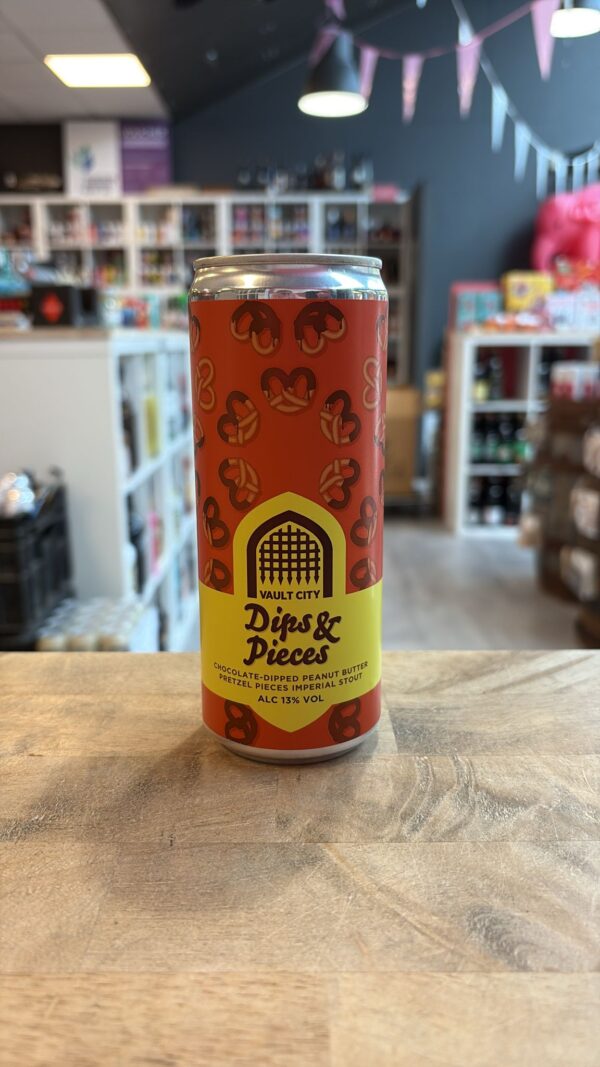 VAULT CITY
Dips &
Pieces
CHOCOLATE-DIPPED PEANUT BUTTER
PRETZEL PIECES IMPERIAL STOUT
ALC 13% VOL